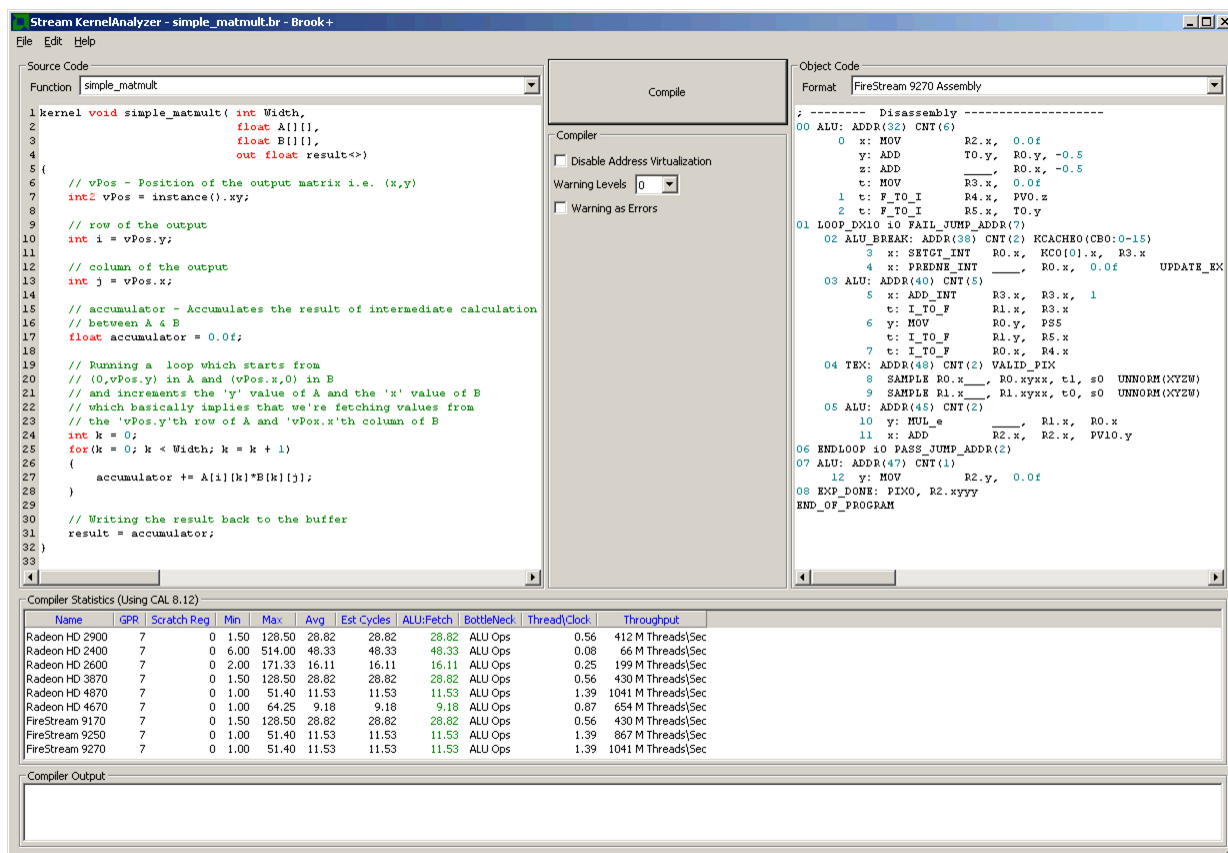 Stream KernelAnalyzer - simple_matmult.br - Brook+
File Edit Help
Source Code
Function simple_matmult
1 kernel void simple_matmult( int Width,
2 float A[][],
3 float B[][],
4 out float result<>)
5 {
6 // vPos - Position of the output matrix i.e. (x,y)
7 int2 vPos = instance().xy;
8
9 // row of the output
10 int i = vPos.y;
11
12 // column of the output
13 int j = vPos.x;
14
15 // accumulator - Accumulates the result of intermediate calculation
16 // between A & B
17 float accumulator = 0.0f;
18
19 // Running a loop which starts from
20 // (0,vPos.y) in A and (vPos.x,0) in B
21 // and increments the 'y' value of A and the 'x' value of B
22 // which basically implies that we're fetching values from
23 // the 'vPos.y'th row of A and 'vPox.x'th column of B
24 int k = 0;
25 for(k = 0; k < Width; k = k + 1)
26 {
27 accumulator += A[i][k]*B[k][j];
28 }
29
30 // Writing the result back to the buffer
31 result = accumulator;
32 }
33
Compile
Compiler
Disable Address Virtualization
Warning Levels 0
Warning as Errors
Object Code
Format FireStream 9270 Assembly
; -------- Disassembly --------------------
00 ALU: ADDR(32) CNT(6)
0 x: MOV R2.x, 0.0f
y: ADD T0.y, R0.y, -0.5
z: ADD ____, R0.x, -0.5
t: MOV R3.x, 0.0f
1 t: F_TO_I R4.x, PV0.z
2 t: F_TO_I R5.x, T0.y
01 LOOP_DX10 i0 FAIL_JUMP_ADDR(7)
02 ALU_BREAK: ADDR(38) CNT(2) KCACHE0(CB0:0-15)
3 x: SETGT_INT R0.x, KC0[0].x, R3.x
4 x: PREDNE_INT ____, R0.x, 0.0f UPDATE_EX
03 ALU: ADDR(40) CNT(5)
5 x: ADD_INT R3.x, R3.x, 1
t: I_TO_F R1.x, R3.x
6 y: MOV R0.y, PS5
t: I_TO_F R1.y, R5.x
7 t: I_TO_F R0.x, R4.x
04 TEX: ADDR(48) CNT(2) VALID_PIX
8 SAMPLE R0.x___, R0.xyxx, t1, s0 UNNORM(XYZW)
9 SAMPLE R1.x___, R1.xyxx, t0, s0 UNNORM(XYZW)
05 ALU: ADDR(45) CNT(2)
10 y: MUL_e ____, R1.x, R0.x
11 x: ADD R2.x, R2.x, PV10.y
06 ENDLOOP i0 PASS_JUMP_ADDR(2)
07 ALU: ADDR(47) CNT(1)
12 y: MOV R2.y, 0.0f
08 EXP_DONE: PIX0, R2.xyyy
END_OF_PROGRAM
Compiler Statistics (Using CAL 8.12)
Name GPR Scratch Reg Min Max Avg Est Cycles ALU:Fetch BottleNeck Thread\Clock Throughput
Radeon HD 2900 7 0 1.50 128.50 28.82 28.82 28.82 ALU Ops 0.56 412 M Threads\Sec
Radeon HD 2400 7 0 6.00 514.00 48.33 48.33 48.33 ALU Ops 0.08 66 M Threads\Sec
Radeon HD 2600 7 0 2.00 171.33 16.11 16.11 16.11 ALU Ops 0.25 199 M Threads\Sec
Radeon HD 3870 7 0 1.50 128.50 28.82 28.82 28.82 ALU Ops 0.56 430 M Threads\Sec
Radeon HD 4870 7 0 1.00 51.40 11.53 11.53 11.53 ALU Ops 1.39 1041 M Threads\Sec
Radeon HD 4670 7 0 1.00 64.25 9.18 9.18 9.18 ALU Ops 0.87 654 M Threads\Sec
FireStream 9170 7 0 1.50 128.50 28.82 28.82 28.82 ALU Ops 0.56 430 M Threads\Sec
FireStream 9250 7 0 1.00 51.40 11.53 11.53 11.53 ALU Ops 1.39 867 M Threads\Sec
FireStream 9270 7 0 1.00 51.40 11.53 11.53 11.53 ALU Ops 1.39 1041 M Threads\Sec
Compiler Output